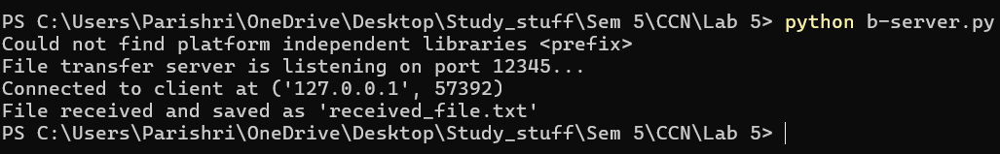 PS C:\Users\Parishri\OneDrive\Desktop\Study_stuff\Sem 5\CCN\Lab 5> python b-server.py
Could not find platform independent libraries <prefix>
File transfer server is listening on port 12345...
Connected to client at ('127.0.0.1', 57392)
File received and saved as 'received_file.txt'
PS C:\Users\Parishri\OneDrive\Desktop\Study_stuff\Sem 5\CCN\Lab 5>